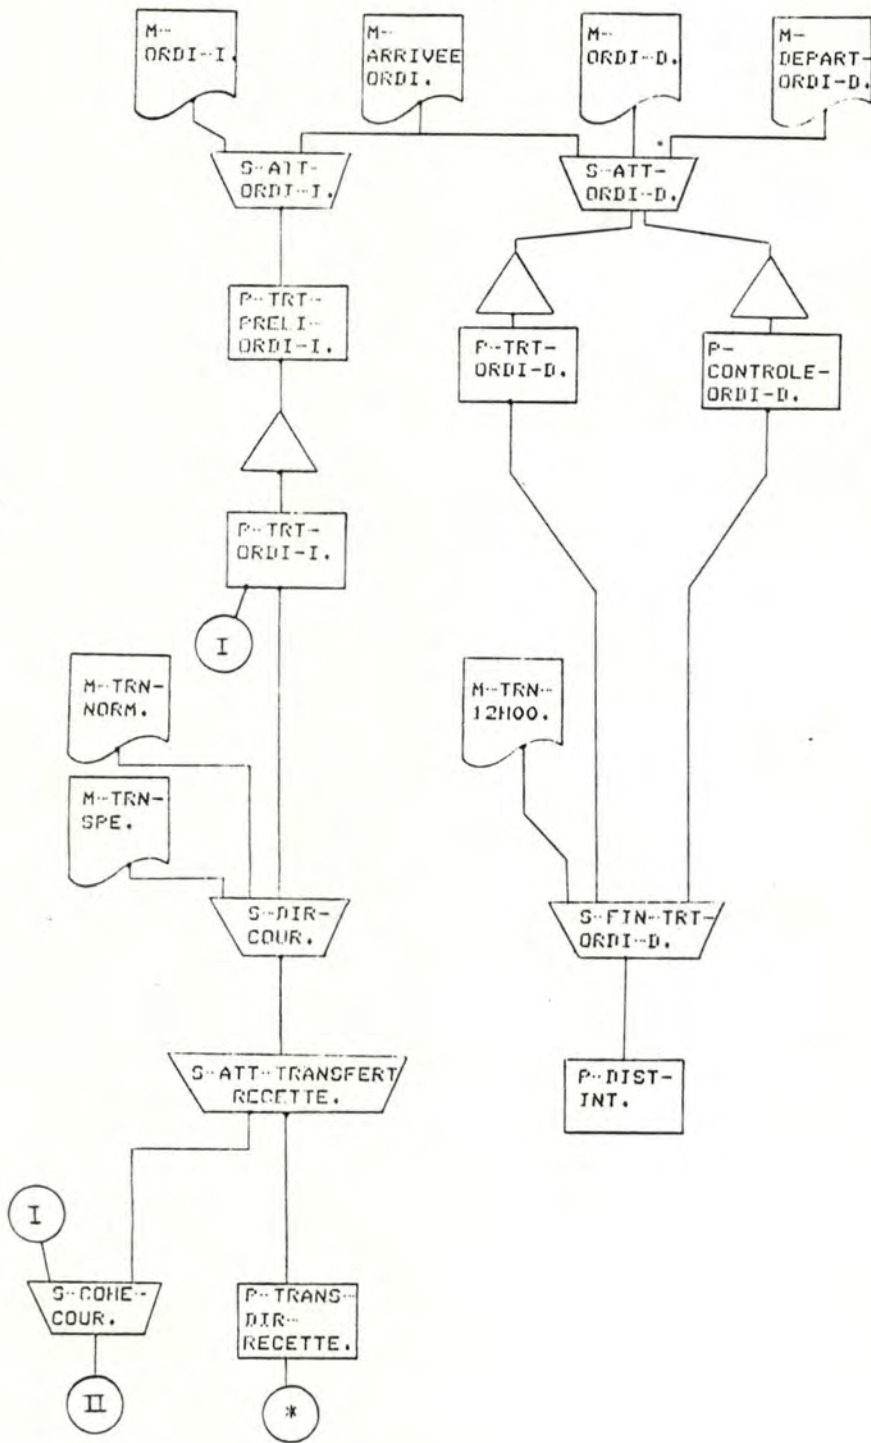 M--
ORDI--I.
M--
ARRIVEE
ORDI.
M--
ORDI--D.
M-
DEPART-
ORDI-D.
S--ATT-
ORDI--I.
S--ATT-
ORDI--D.
P--TRT--
PRELI--
ORDI-I.
P--TRT-
ORDI-D.
P-
CONTROLE-
ORDI-D.
P--TRT-
ORDI-I.
I
M--TRN-
NORM.
M--TRN--
12H00.
M--TRN-
SPE.
S--DIR-
COUR.
S--FIN--TRT-
ORDI--D.
S--ATT--TRANSFERT
RECETTE.
P--DIST-
INT.
I
S--COHE--
COUR.
P--TRANS--
DIR--
RECETTE.
II
*